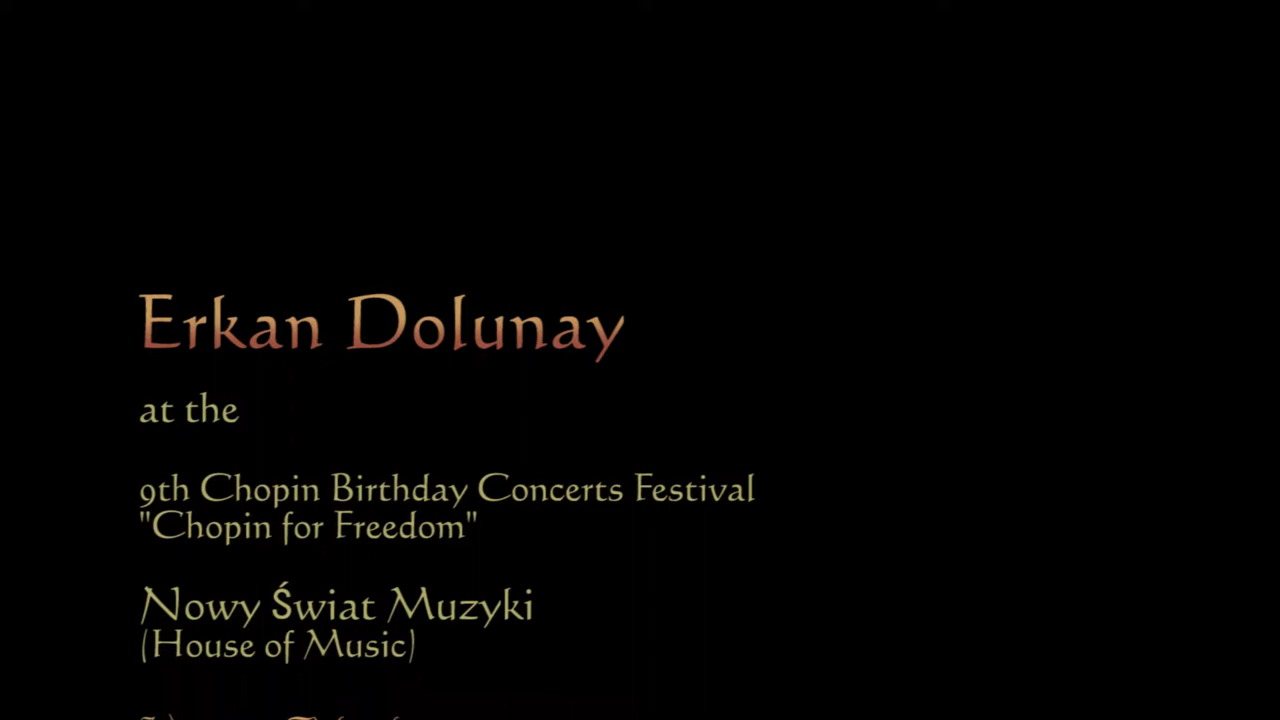 Erkan Dolunay
at the
9th Chopin Birthday Concerts Festival
"Chopin for Freedom"
Nowy Świat Muzyki
(House of Music)